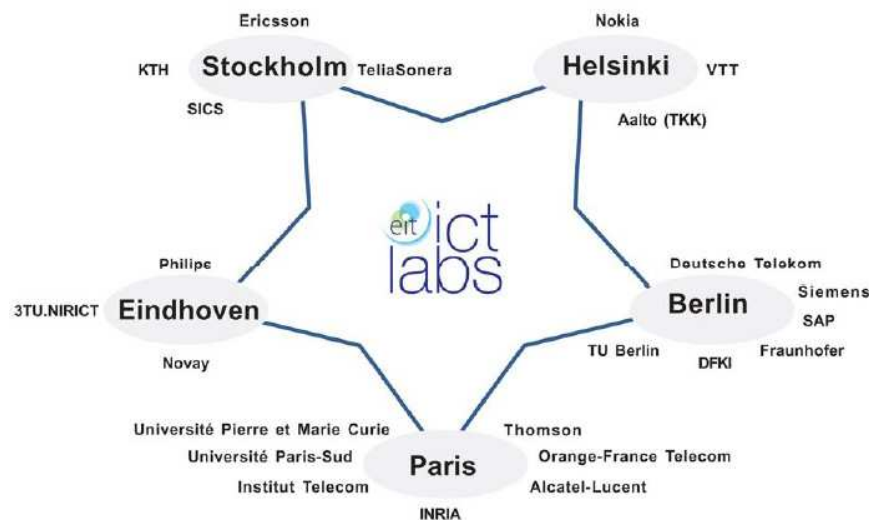 Ericsson
Nokia
KTH
Stockholm
TeliaSonera
Helsinki
VTT
SICS
Aalto (TKK)
eit ict labs
Philips
Deutsche Telekom
3TU.NIRICT
Eindhoven
Berlin
Siemens
SAP
Novay
TU Berlin
DFKI
Fraunhofer
Université Pierre et Marie Curie
Thomson
Université Paris-Sud
Paris
Orange-France Telecom
Institut Telecom
Alcatel-Lucent
INRIA